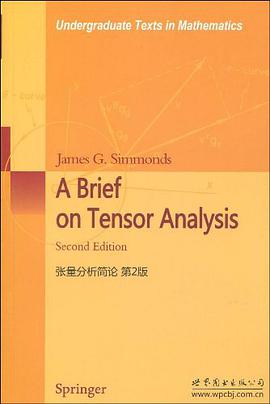 Undergraduate Texts in Mathematics
James G. Simmonds
A Brief
on Tensor Analysis
Second Edition
张量分析简论 第2版
Springer
世界图书出版公司
www.wpcbj.com.cn